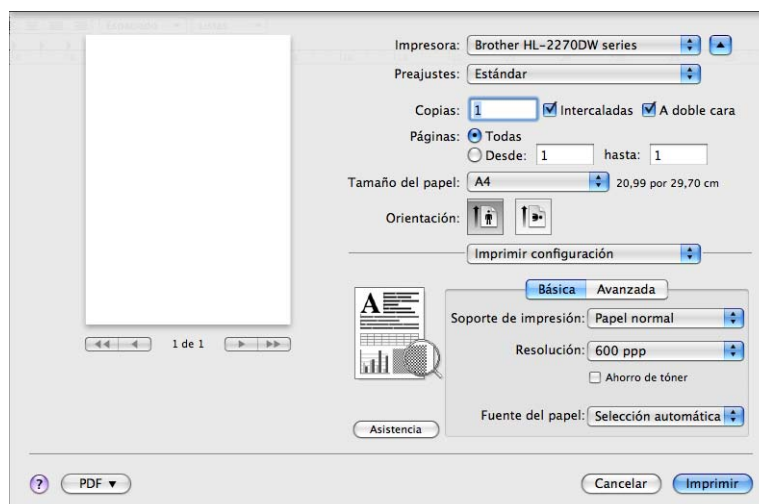 Impresora: Brother HL-2270DW series
Preajustes: Estándar
Copias: 1 Intercaladas A doble cara
Páginas: Todas
Desde: 1 hasta: 1
Tamaño del papel: A4 20,99 por 29,70 cm
Orientación:
Imprimir configuración
Básica Avanzada
A
Soporte de impresión: Papel normal
Resolución: 600 ppp
Ahorro de tóner
Fuente del papel: Selección automática
Asistencia
1 de 1
? PDF Cancelar Imprimir